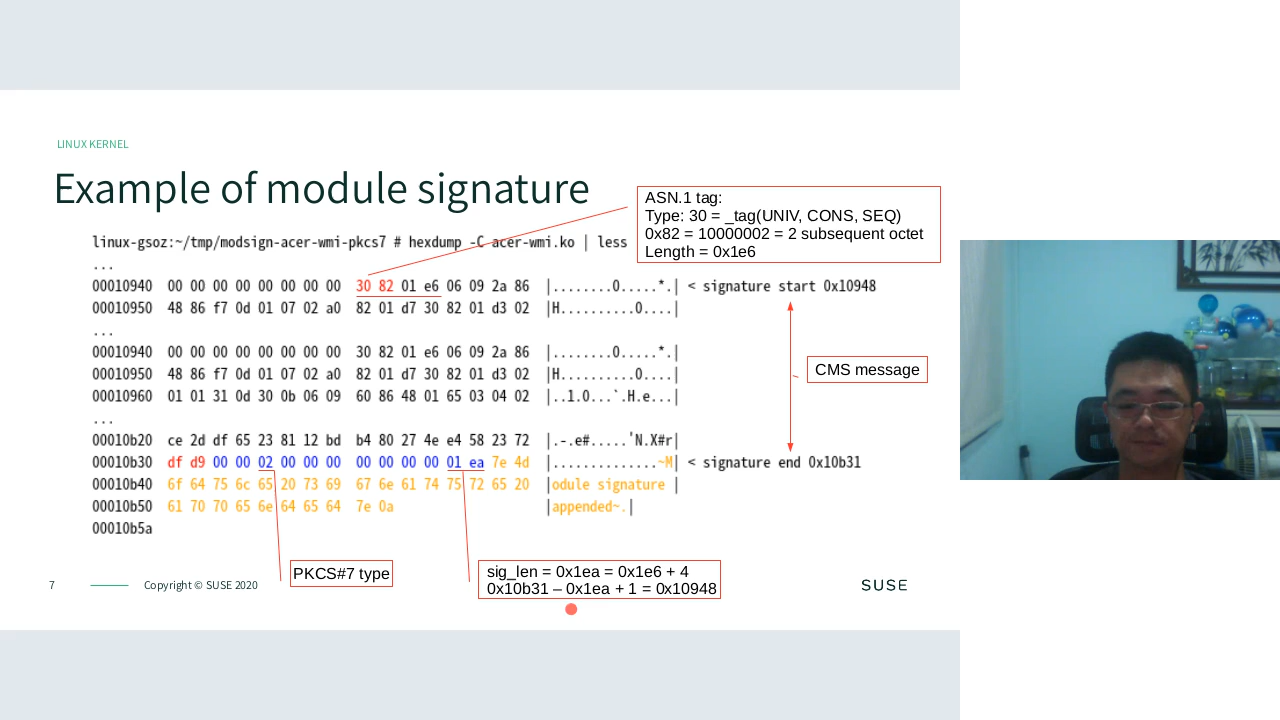 LINUX KERNEL
Example of module signature
ASN.1 tag:
Type: 30 = _tag(UNIV, CONS, SEQ)
0x82 = 10000002 = 2 subsequent octet
Length = 0x1e6
linux-gsoz:~/tmp/modsign-acer-wmi-pkcs7 # hexdump -C acer-wmi.ko | less
...
00010940  00 00 00 00 00 00 00 00  30 82 01 e6 06 09 2a 86  |........0.....*.| < signature start 0x10948
00010950  48 86 f7 0d 01 07 02 a0  82 01 d7 30 82 01 d3 02  |H..........0....|
...
00010940  00 00 00 00 00 00 00 00  30 82 01 e6 06 09 2a 86  |........0.....*.|
00010950  48 86 f7 0d 01 07 02 a0  82 01 d7 30 82 01 d3 02  |H..........0....|
CMS message
00010960  01 01 31 0d 30 0b 06 09  60 86 48 01 65 03 04 02  |..1.0...`.H.e...|
...
00010b20  ce 2d df 65 23 81 12 bd  b4 80 27 4e e4 58 23 72  |.-.e#.....'N.X#r|
00010b30  df d9 00 00 02 00 00 00  00 00 00 00 01 ea 7e 4d  |..............~M| < signature end 0x10b31
00010b40  6f 64 75 6c 65 20 73 69  67 6e 61 74 75 72 65 20  |odule signature |
00010b50  61 70 70 65 6e 64 65 64  7e 0a  |appended~.|
00010b5a
PKCS#7 type
sig_len = 0x1ea = 0x1e6 + 4
0x10b31 – 0x1ea + 1 = 0x10948
7
Copyright © SUSE 2020
SUSE